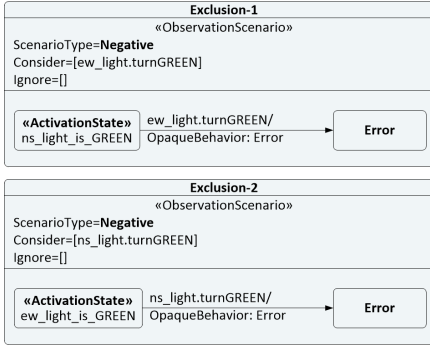 Exclusion-1
«ObservationScenario»
ScenarioType=Negative
Consider=[ew_light.turnGREEN]
Ignore=[]
«ActivationState»
ns_light_is_GREEN
ew_light.turnGREEN/
OpaqueBehavior: Error
Error
Exclusion-2
«ObservationScenario»
ScenarioType=Negative
Consider=[ns_light.turnGREEN]
Ignore=[]
«ActivationState»
ew_light_is_GREEN
ns_light.turnGREEN/
OpaqueBehavior: Error
Error